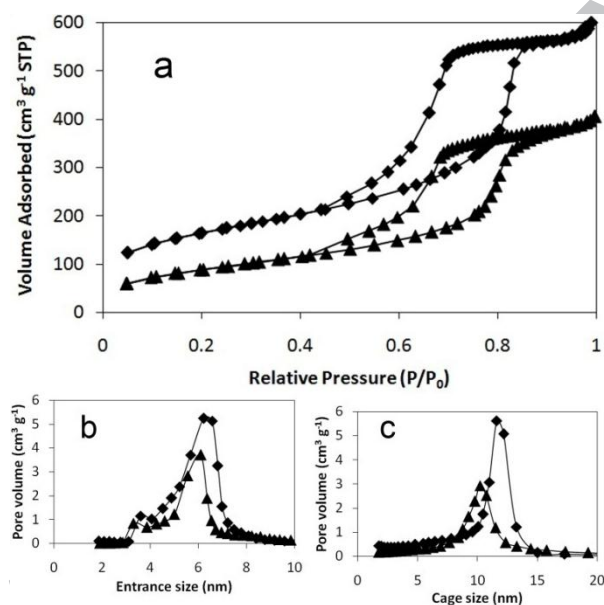 a
600
500
400
300
200
100
0
Volume Adsorbed (cm³ g⁻¹ STP)
0 0.2 0.4 0.6 0.8 1
Relative Pressure (P/P₀)
b
6
5
4
3
2
1
0
Pore volume (cm³ g⁻¹)
0 2 4 6 8 10
Entrance size (nm)
c
6
5
4
3
2
1
0
Pore volume (cm³ g⁻¹)
0 5 10 15 20
Cage size (nm)